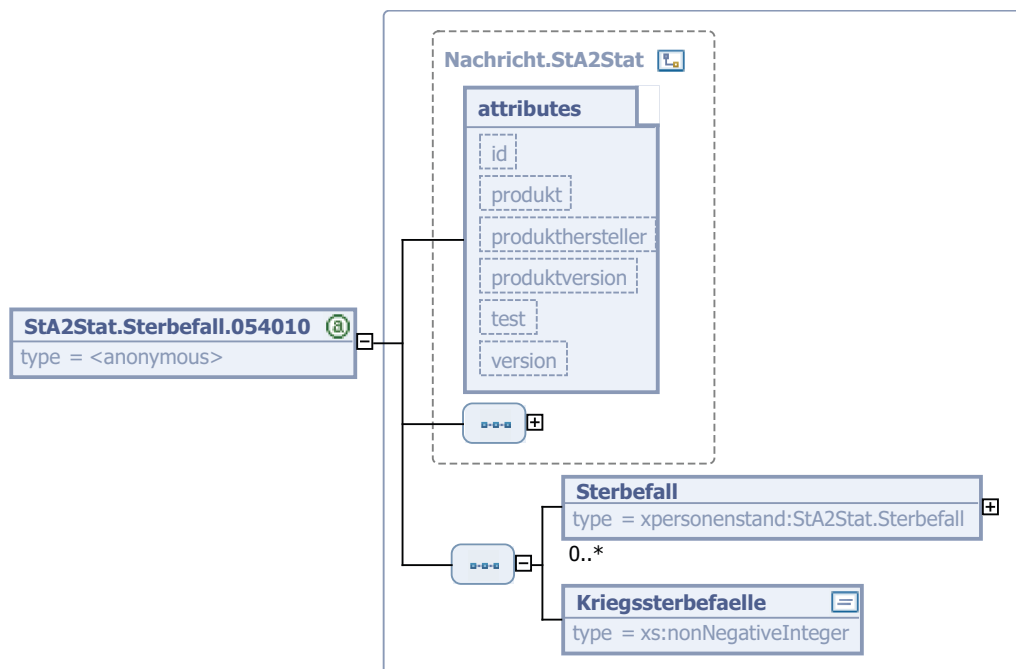 Nachricht.StA2Stat
attributes
id
produkt
produkthersteller
produktversion
test
version
StA2Stat.Sterbefall.054010 @
type = <anonymous>
Sterbefall
type = xpersonenstand:StA2Stat.Sterbefall
0..*
Kriegssterbefaelle
type = xs:nonNegativeInteger